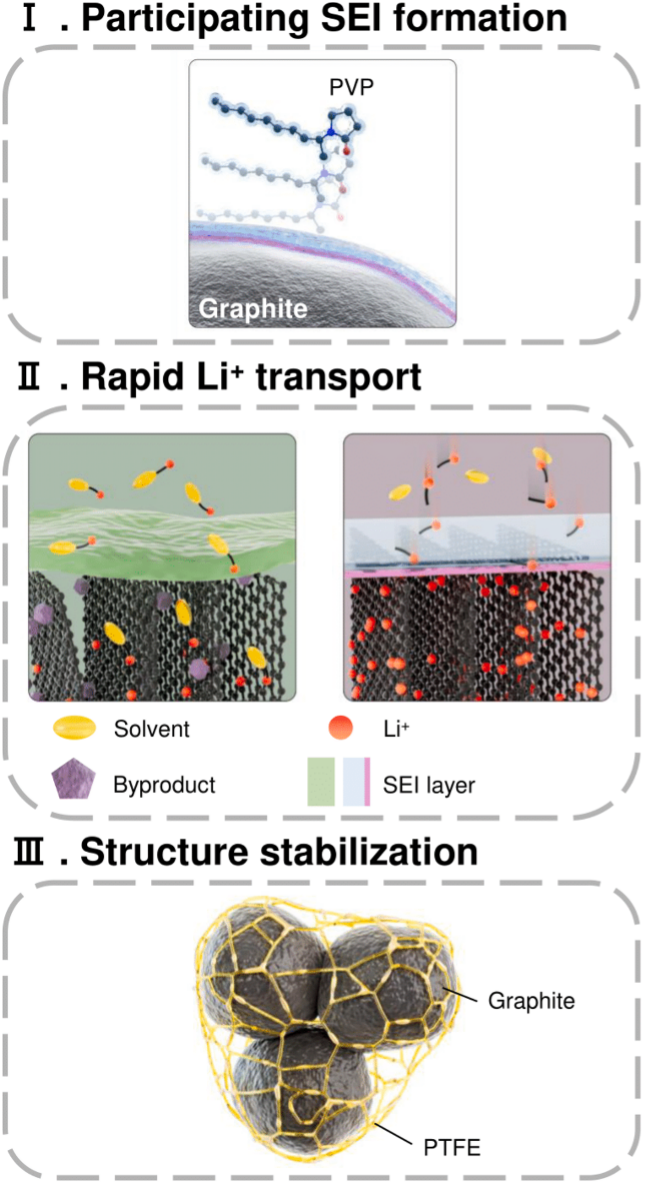 Ⅰ . Participating SEI formation
PVP
Graphite
Ⅱ . Rapid Li⁺ transport
Solvent
Li⁺
Byproduct
SEI layer
Ⅲ . Structure stabilization
Graphite
PTFE